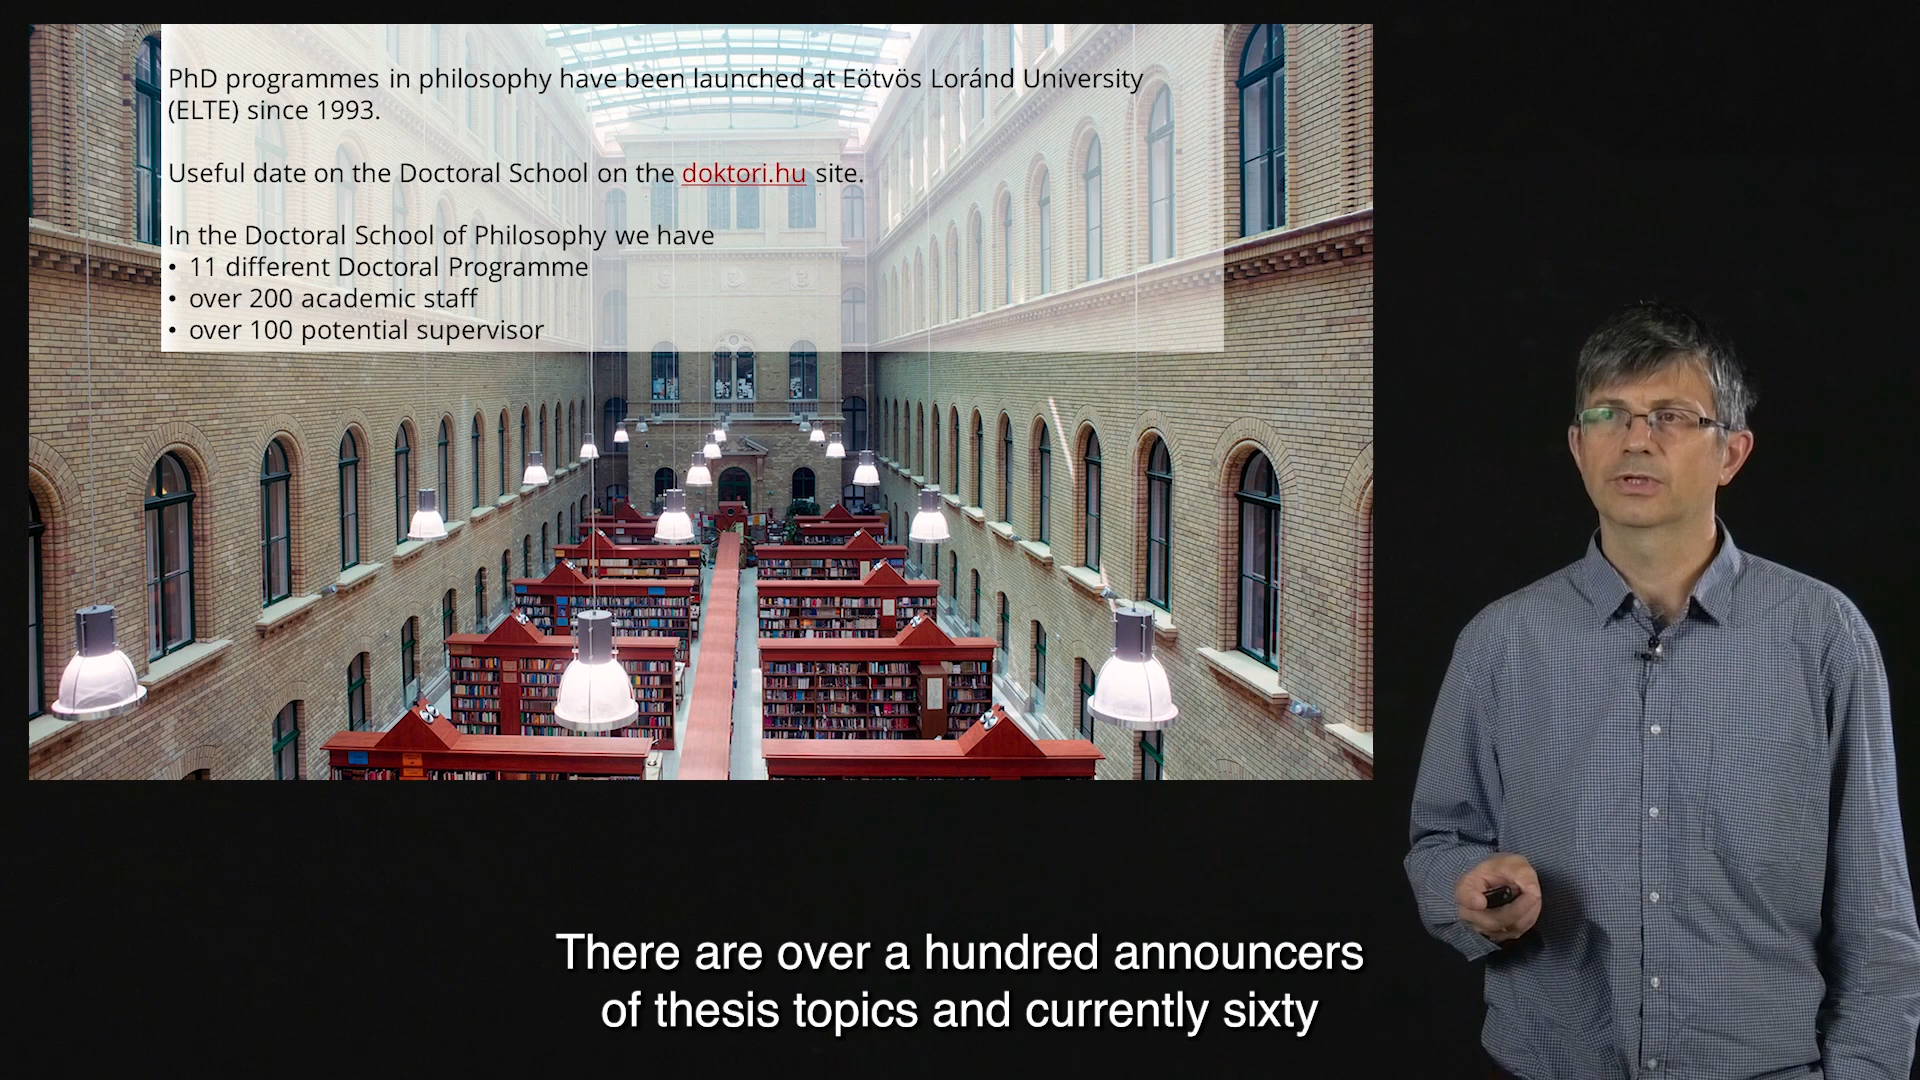 PhD programmes in philosophy have been launched at Eötvös Loránd University
(ELTE) since 1993.
Useful date on the Doctoral School on the doktori.hu site.
In the Doctoral School of Philosophy we have
• 11 different Doctoral Programme
• over 200 academic staff
• over 100 potential supervisor
There are over a hundred announcers
of thesis topics and currently sixty